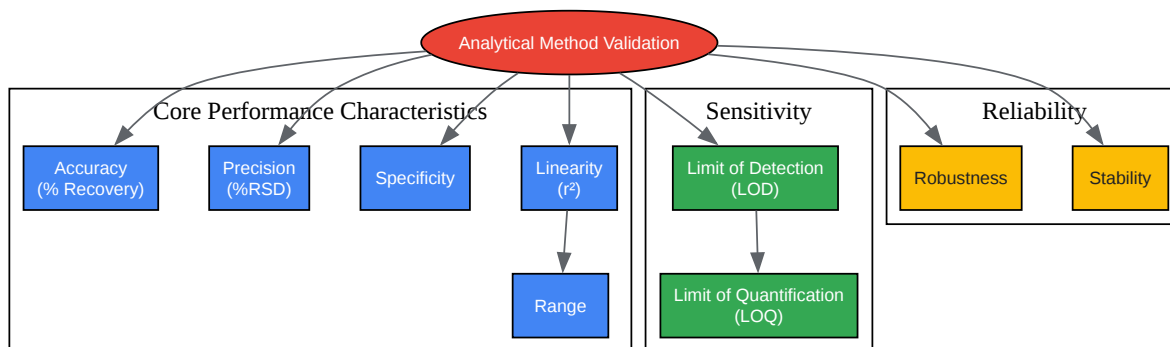 Analytical Method Validation
Core Performance Characteristics
Sensitivity
Reliability
Accuracy
(% Recovery)
Precision
(%RSD)
Specificity
Linearity
(r²)
Limit of Detection
(LOD)
Robustness
Stability
Range
Limit of Quantification
(LOQ)